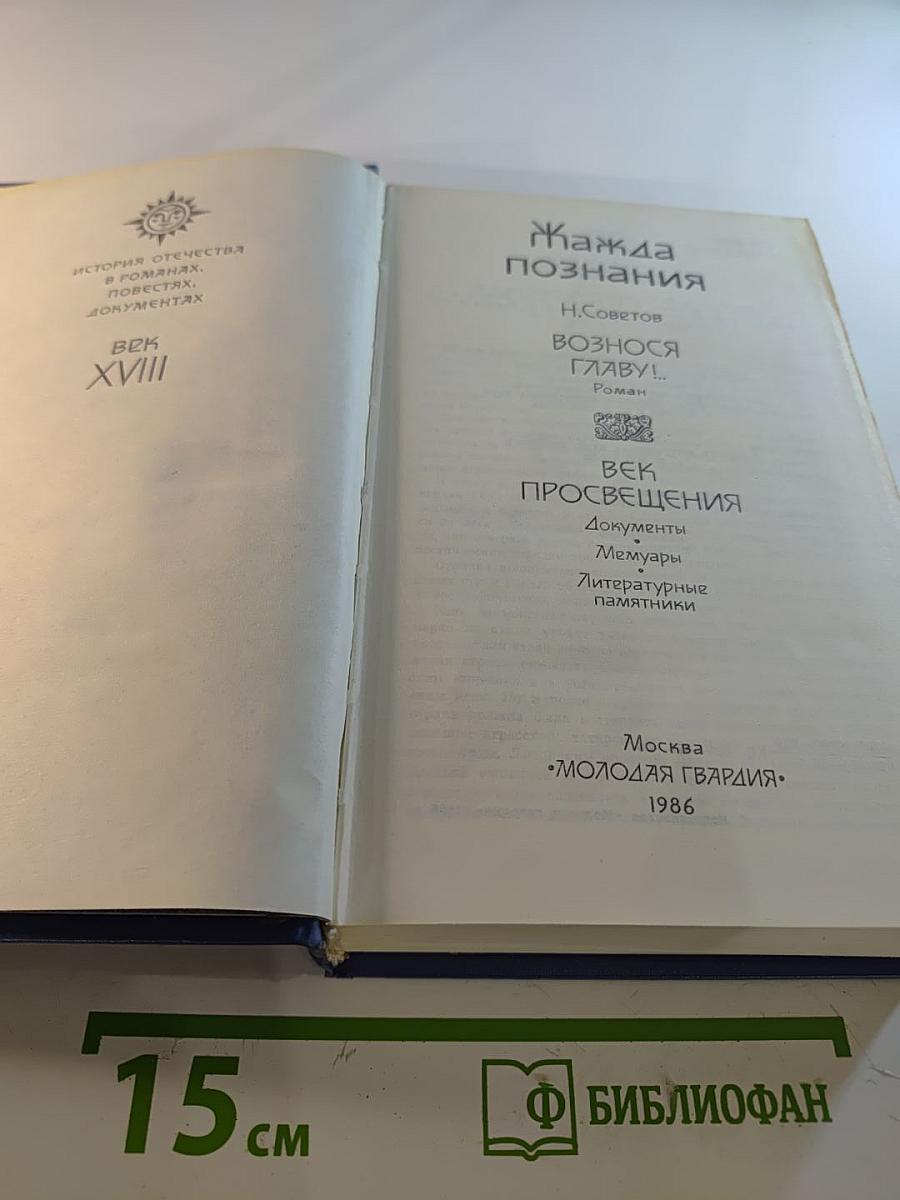 ИСТОРИЯ ОТЕЧЕСТВА
В РОМАНАХ,
ПОВЕСТЯХ,
ДОКУМЕНТАХ
ВЕК
XVIII
Жажда
познания
Н.Советов
ВОЗНОСЯ
ГЛАВУ!..
Роман
ВЕК
ПРОСВЕЩЕНИЯ
Документы
•
Мемуары
•
Литературные
памятники
Москва
•МОЛОДАЯ ГВАРДИЯ•
1986
15 см
Ф БИБЛИОФАН